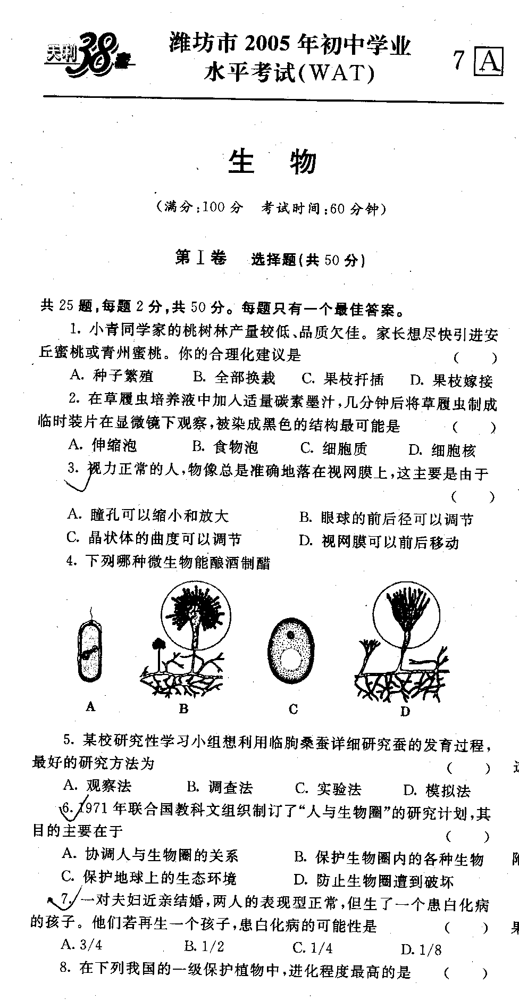 天利38套
潍坊市 2005 年初中学业
水平考试(WAT)
7 A
生 物
(满分:100 分 考试时间:60 分钟)
第 Ⅰ 卷 选择题(共 50 分)
共 25 题,每题 2 分,共 50 分。每题只有一个最佳答案。
1. 小青同学家的桃树林产量较低、品质欠佳。家长想尽快引进安
丘蜜桃或青州蜜桃。你的合理化建议是 ( )
A. 种子繁殖 B. 全部换栽 C. 果枝扦插 D. 果枝嫁接
2. 在草履虫培养液中加入适量碳素墨汁,几分钟后将草履虫制成
临时装片在显微镜下观察,被染成黑色的结构最可能是 ( )
A. 伸缩泡 B. 食物泡 C. 细胞质 D. 细胞核
3. 视力正常的人,物像总是准确地落在视网膜上,这主要是由于
( )
A. 瞳孔可以缩小和放大 B. 眼球的前后径可以调节
C. 晶状体的曲度可以调节 D. 视网膜可以前后移动
4. 下列哪种微生物能酿酒制醋
A B C D
5. 某校研究性学习小组想利用临朐桑蚕详细研究蚕的发育过程,
最好的研究方法为 ( )
A. 观察法 B. 调查法 C. 实验法 D. 模拟法
6. 1971 年联合国教科文组织制订了“人与生物圈”的研究计划,其
目的主要在于 ( )
A. 协调人与生物圈的关系 B. 保护生物圈内的各种生物
C. 保护地球上的生态环境 D. 防止生物圈遭到破坏
7. 一对夫妇近亲结婚,两人的表现型正常,但生了一个患白化病
的孩子。他们若再生一个孩子,患白化病的可能性是 ( )
A. 3/4 B. 1/2 C. 1/4 D. 1/8
8. 在下列我国的一级保护植物中,进化程度最高的是 ( )